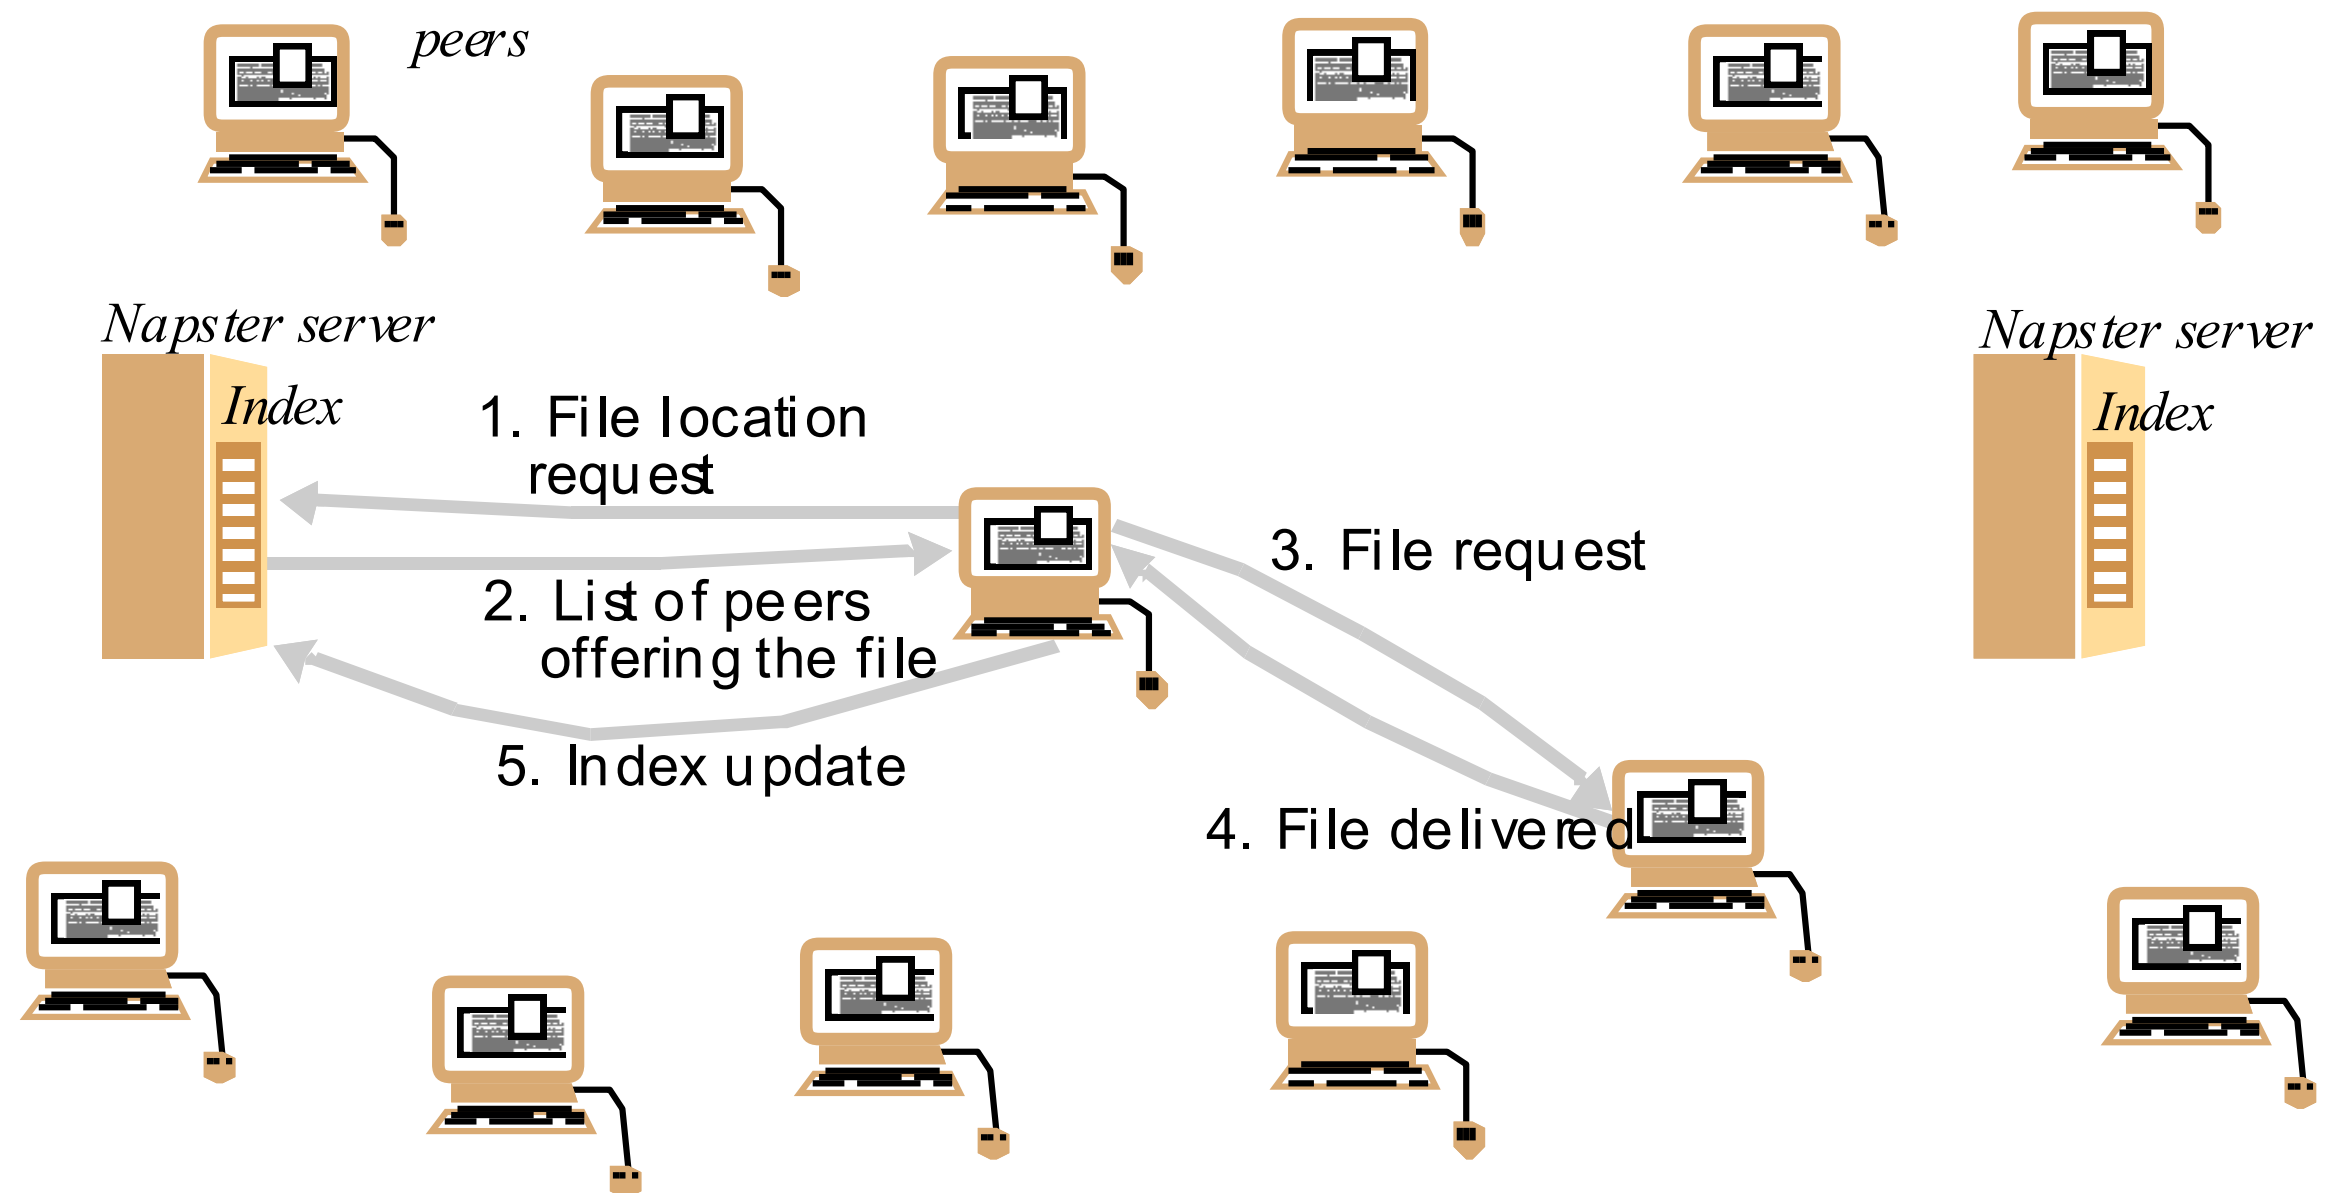 peers
Napster server
Napster server
Index
Index
1. File location
request
3. File request
2. List of peers
offering the file
5. Index update
4. File delivered